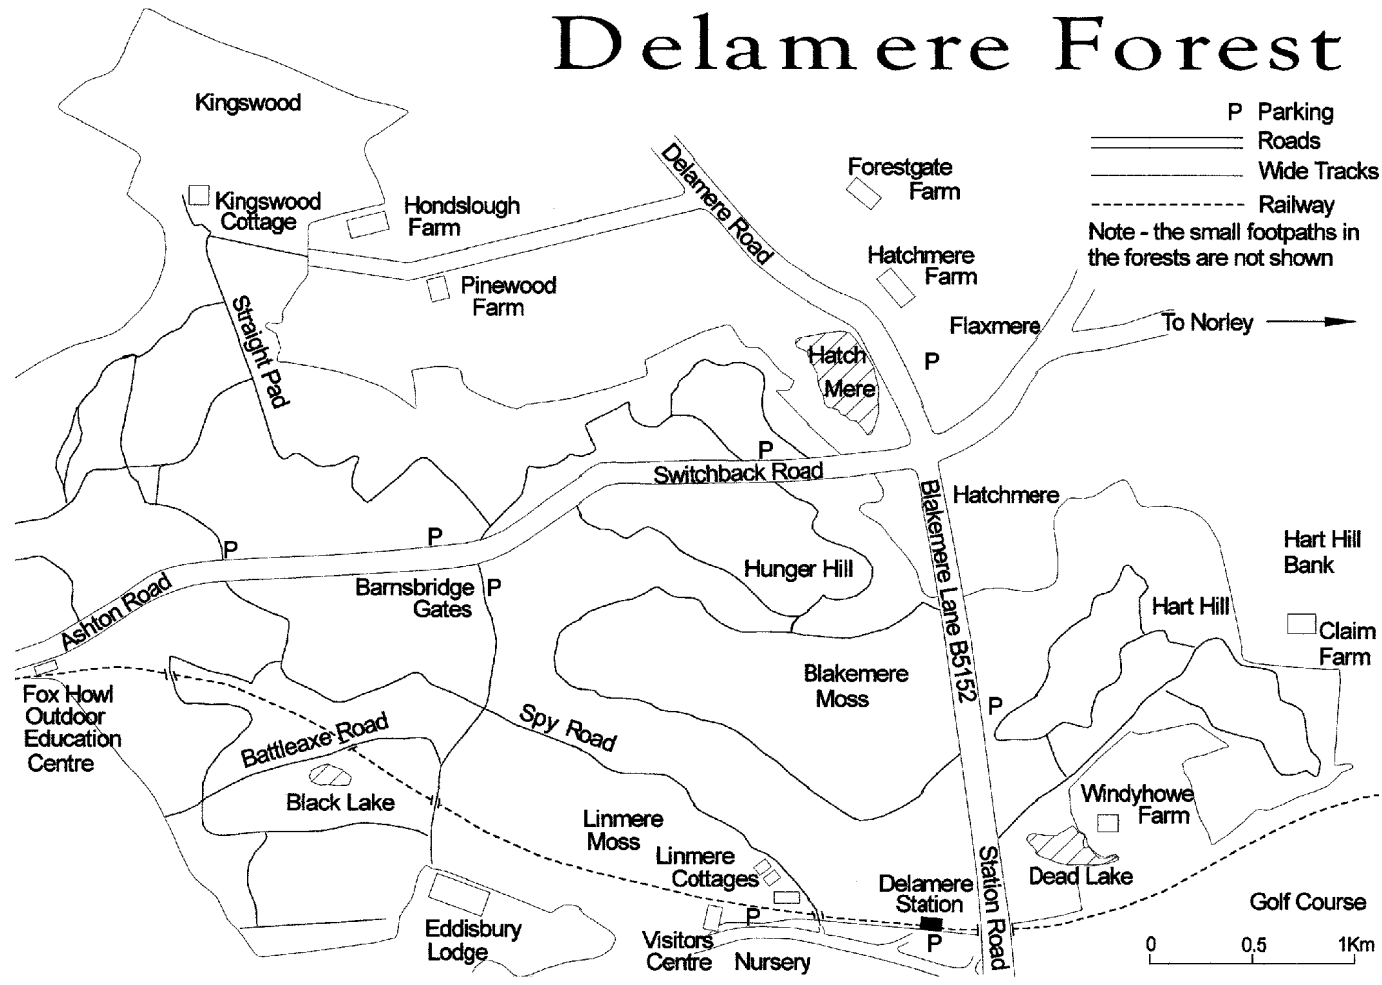 Delamere Forest
P Parking
Roads
Wide Tracks
Railway
Note - the small footpaths in
the forests are not shown
Kingswood
Kingswood
Cottage
Hondslough
Farm
Pinewood
Farm
Straight Pad
Delamere Road
Forestgate
Farm
Hatchmere
Farm
Flaxmere
To Norley
Hatch
Mere
P
P
Switchback Road
Hatchmere
Blakemere Lane B5152
Hart Hill
Bank
Hart Hill
Claim
Farm
P
P
Barnsbridge
Gates
P
Ashton Road
Hunger Hill
Blakemere
Moss
P
Fox Howl
Outdoor
Education
Centre
Battleaxe Road
Spy Road
Black Lake
Linmere
Moss
Linmere
Cottages
Windyhowe
Farm
Dead Lake
Station Road
Delamere
Station
P
P
Golf Course
Eddisbury
Lodge
Visitors
Centre
Nursery
0 0.5 1Km